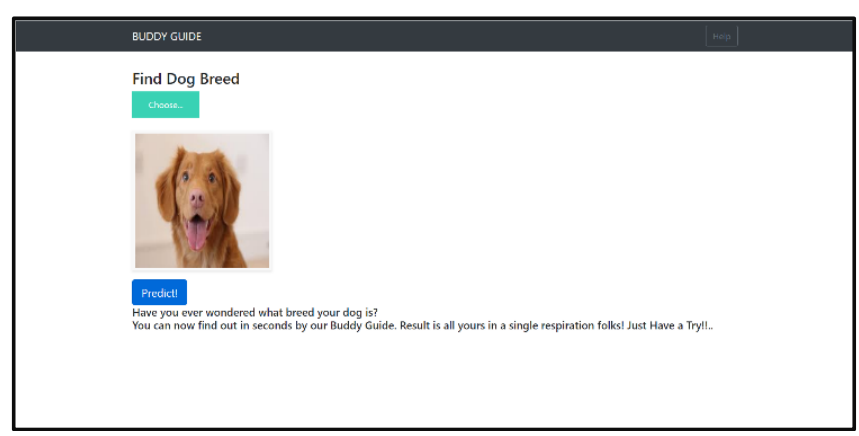 BUDDY GUIDE
Help
Find Dog Breed
Choose..
Predict!
Have you ever wondered what breed your dog is?
You can now find out in seconds by our Buddy Guide. Result is all yours in a single respiration folks! Just Have a Try!!..